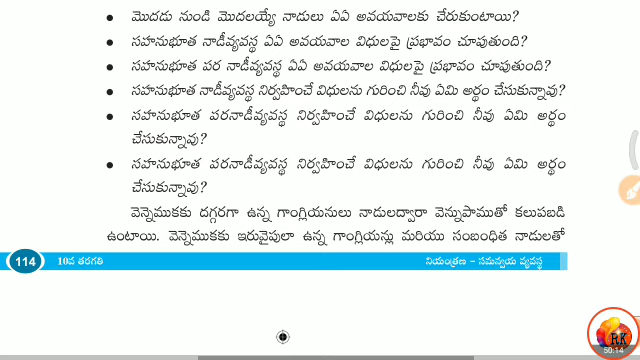 • మొదడు నుండి మొదలయ్యే నాడులు ఏఏ అవయవాలకు చేరుకుంటాయి?
• సహనుభూత నాడీవ్యవస్థ ఏఏ అవయవాల విధులపై ప్రభావం చూపుతుంది?
• సహనుభూత పర నాడీవ్యవస్థ ఏఏ అవయవాల విధులపై ప్రభావం చూపుతుంది?
• సహనుభూత నాడీవ్యవస్థ నిర్వహించే విధులను గురించి నీవు ఏమి అర్థం చేసుకున్నావు?
• సహనుభూత పరనాడీవ్యవస్థ నిర్వహించే విధులను గురించి నీవు ఏమి అర్థం
చేసుకున్నావు?
• సహనుభూత పరనాడీవ్యవస్థ నిర్వహించే విధులను గురించి నీవు ఏమి అర్థం
చేసుకున్నావు?
వెన్నెముకకు దగ్గరగా ఉన్న గాంగ్లియనులు నాడులద్వారా వెన్నుపాముతో కలుపబడి
ఉంటాయి. వెన్నెముకకు ఇరువైపులా ఉన్న గాంగ్లియన్లు మరియు సంబంధిత నాడులతో
114 10వ తరగతి నియంత్రణ – సమన్వయ వ్యవస్థ
RK
50:14